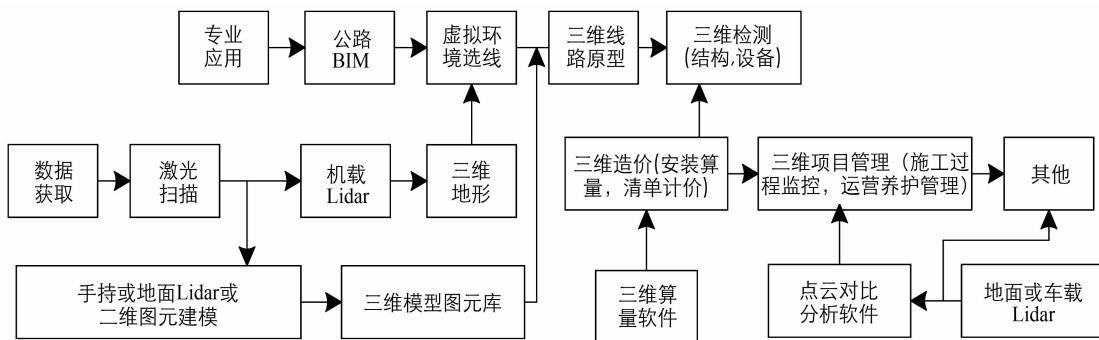 专业
应用
公路
BIM
虚拟环
境选线
三维线
路原型
三维检测
(结构,设备)
数据
获取
激光
扫描
机载
Lidar
三维
地形
三维造价(安装算
量，清单计价)
三维项目管理（施工过
程监控，运营养护管理）
其他
手持或地面Lidar或
二维图元建模
三维模型图元库
三维算
量软件
点云对比
分析软件
地面或车载
Lidar